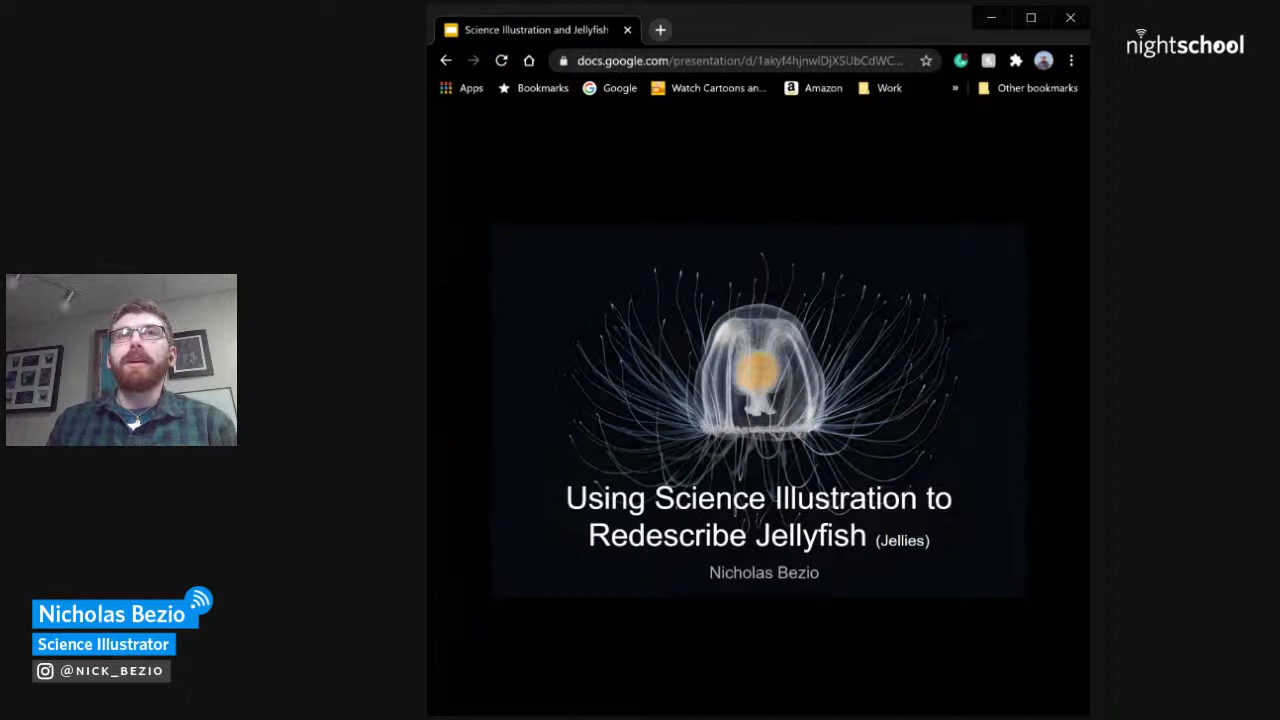 Science Illustration and Jellyfish
nightschool
docs.google.com/presentation/d/1akyf4hjnwlDjXSUbCdWC...
Apps
Bookmarks
Google
Watch Cartoons an...
Amazon
Work
»
Other bookmarks
Using Science Illustration to
Redescribe Jellyfish (Jellies)
Nicholas Bezio
Nicholas Bezio
Science Illustrator
@NICK_BEZIO